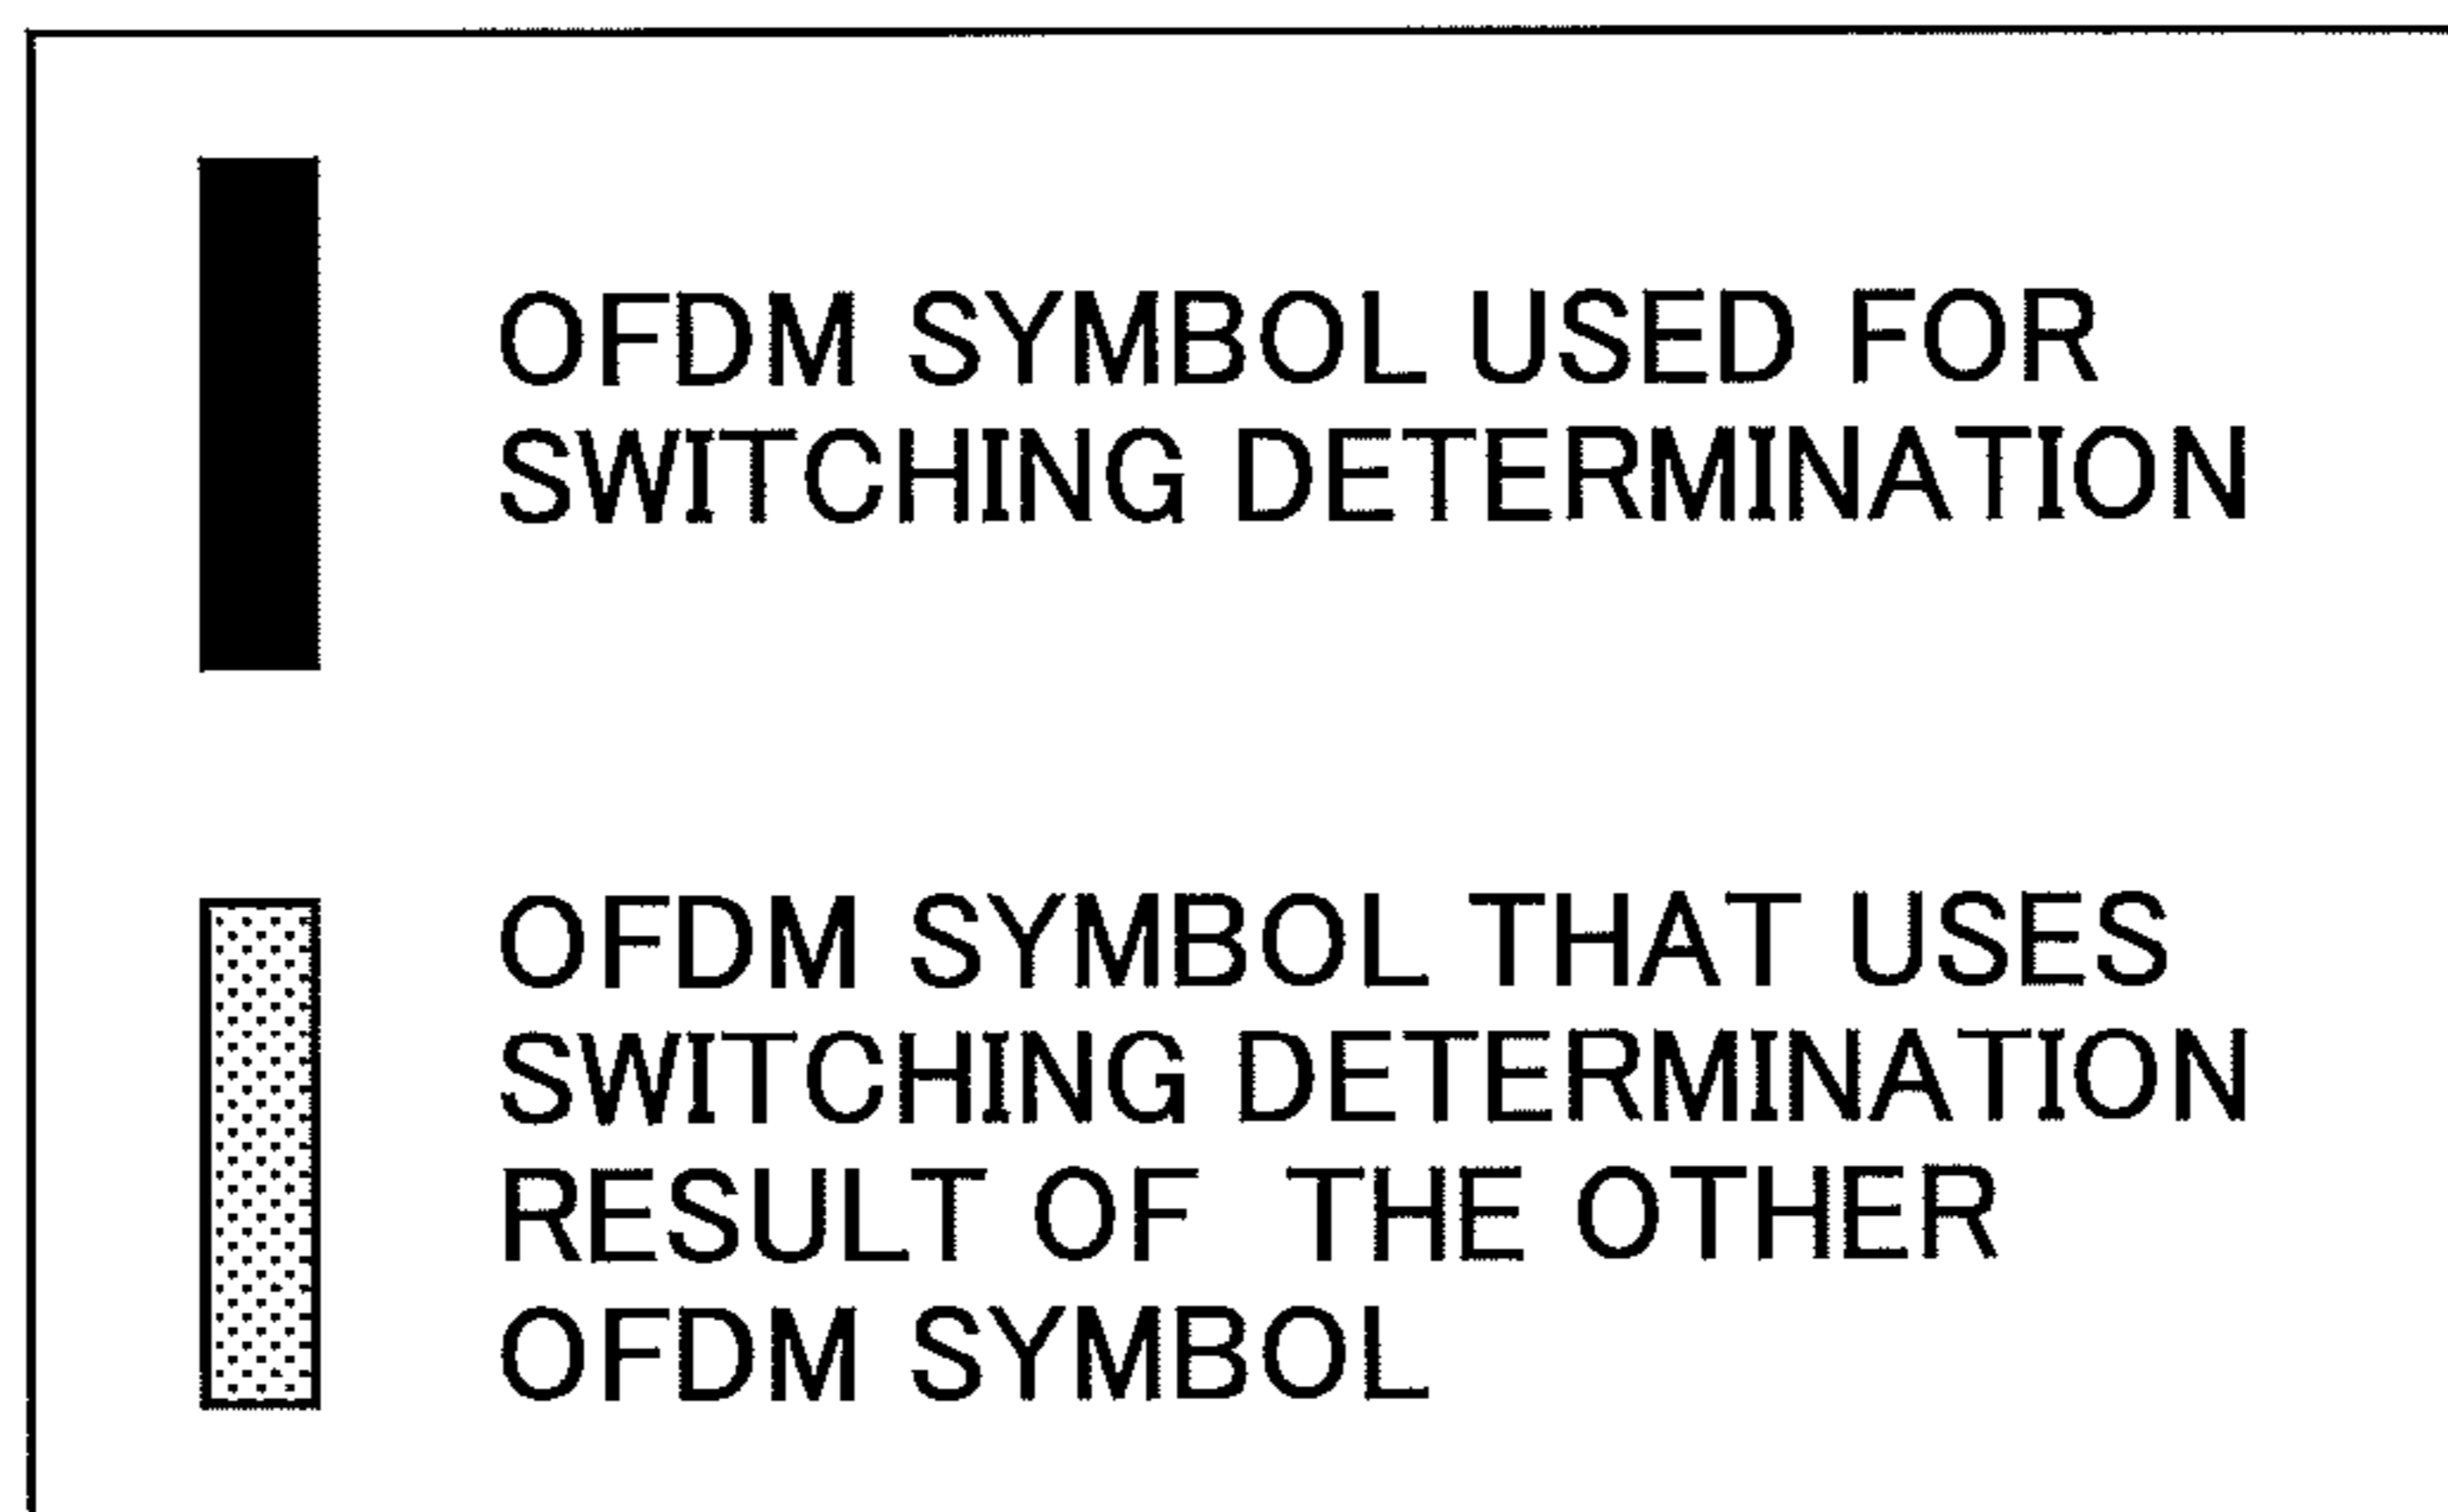 OFDM SYMBOL USED FOR
SWITCHING DETERMINATION
OFDM SYMBOL THAT USES
SWITCHING DETERMINATION
RESULT OF THE OTHER
OFDM SYMBOL